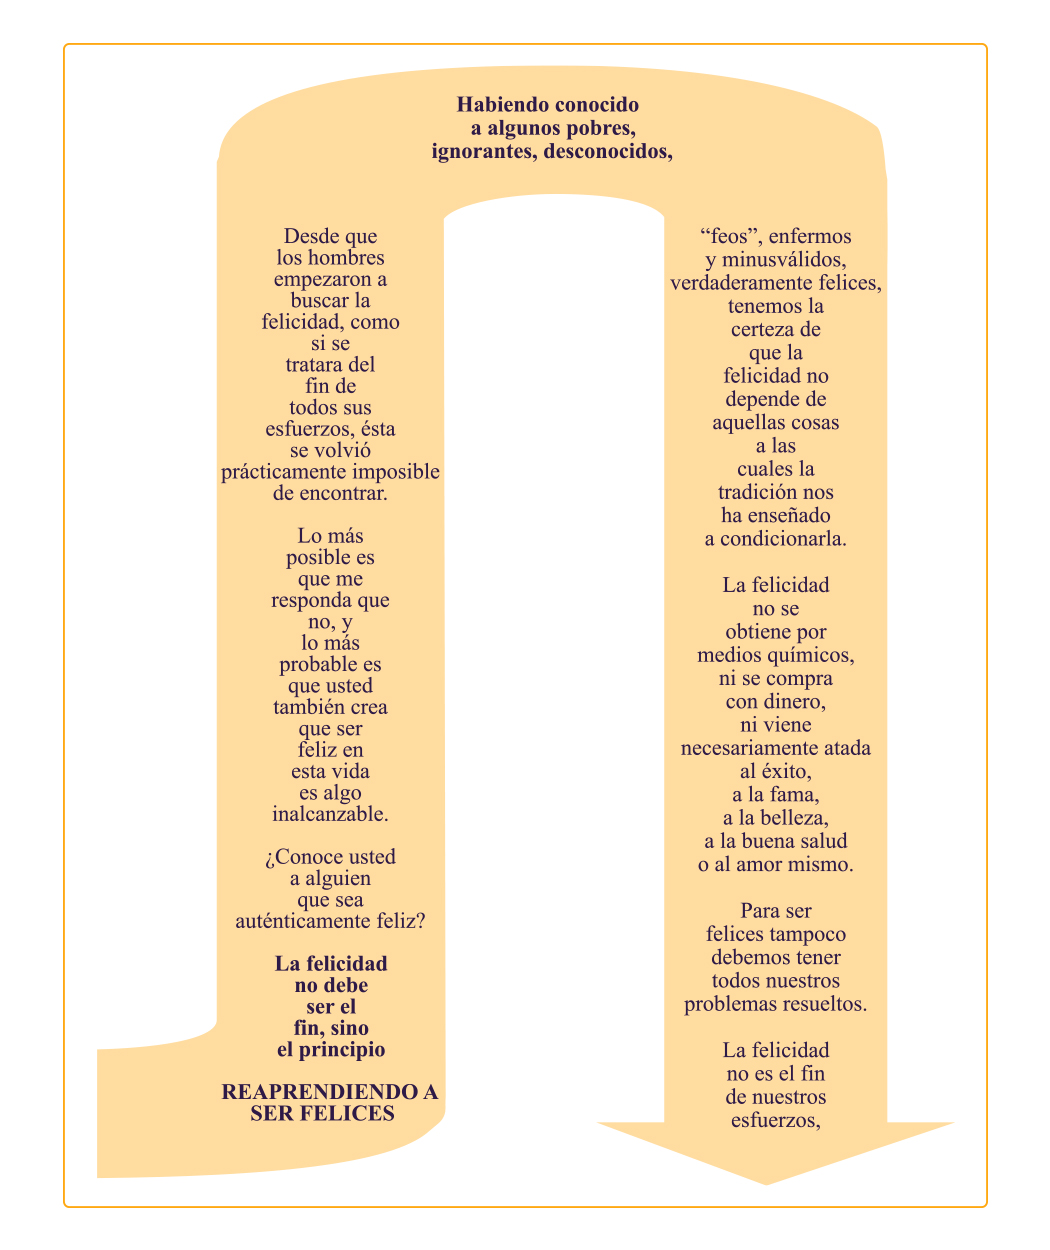 REAPRENDIENDO A
SER FELICES
La felicidad
no debe
ser el
fin, sino
el principio
¿Conoce usted
a alguien
que sea
auténticamente feliz?
Lo más
posible es
que me
responda que
no, y
lo más
probable es
que usted
también crea
que ser
feliz en
esta vida
es algo
inalcanzable.
Desde que
los hombres
empezaron a
buscar la
felicidad, como
si se
tratara del
fin de
todos sus
esfuerzos, ésta
se volvió
prácticamente imposible
de encontrar.
Habiendo conocido
a algunos pobres,
ignorantes, desconocidos,
“feos”, enfermos
y minusválidos,
verdaderamente felices,
tenemos la
certeza de
que la
felicidad no
depende de
aquellas cosas
a las
cuales la
tradición nos
ha enseñado
a condicionarla.
La felicidad
no se
obtiene por
medios químicos,
ni se compra
con dinero,
ni viene
necesariamente atada
al éxito,
a la fama,
a la belleza,
a la buena salud
o al amor mismo.
Para ser
felices tampoco
debemos tener
todos nuestros
problemas resueltos.
La felicidad
no es el fin
de nuestros
esfuerzos,